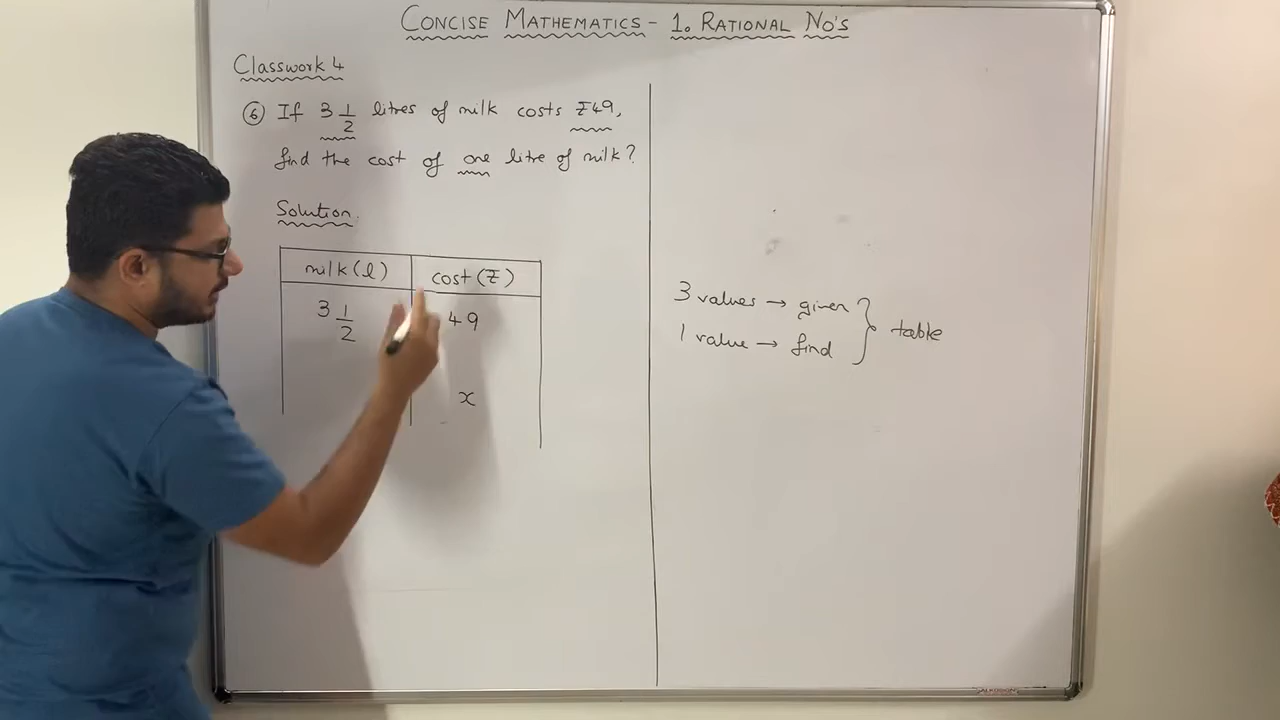 CONCISE MATHEMATICS - 1. RATIONAL NO'S
Classwork 4
⑥ If 3 1/2 litres of milk costs ₹49,
find the cost of one litre of milk?
Solution.
milk (l) cost (₹)
3 1/2 49
x
3 values → given
1 value → find
table